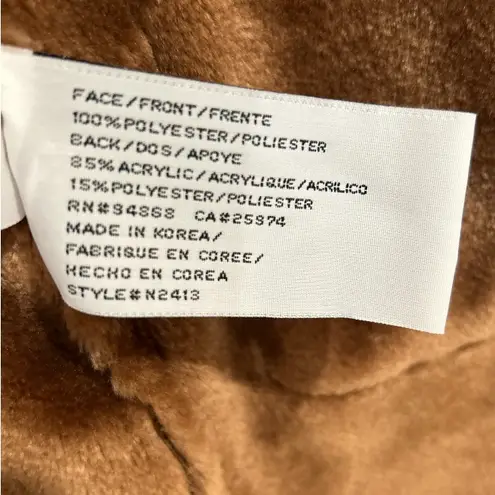 FACE/FRONT/FRENTE
100%POLYESTER/POLIESTER
BACK/DOS/APOYE
85%ACRYLIC/ACRYLIQUE/ACRILICO
15%POLYESTER/POLIESTER
RN#94868 CA#25974
MADE IN KOREA/
FABRIQUE EN COREE/
HECHO EN COREA
STYLE#N2413